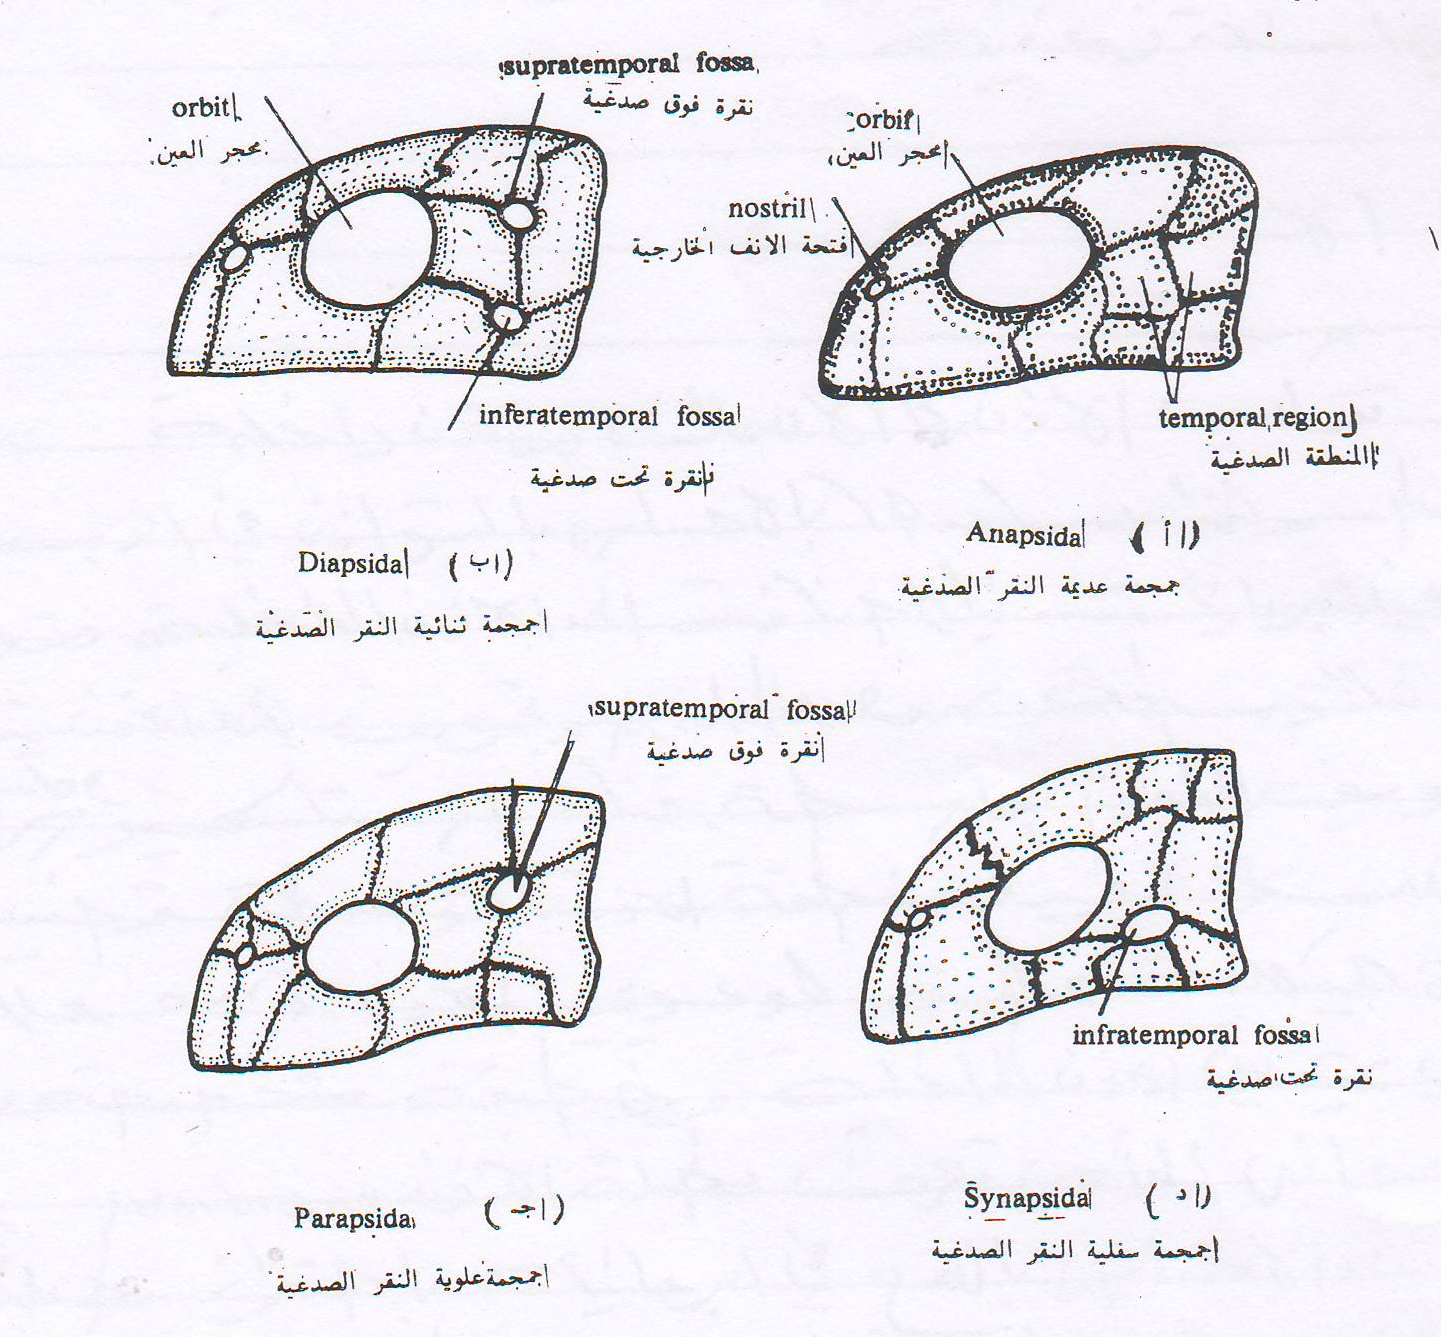 supratemporal fossa
نقرة فوق صدغية
orbit
محجر العين
orbit
محجر العين
nostril
فتحة الانف الخارجية
inferatemporal fossa
نقرة تحت صدغية
temporal region
المنطقة الصدغية
Anapsida (أ)
جمجمة عديمة النقر الصدغية
Diapsida (ب)
جمجمة ثنائية النقر الصدغية
supratemporal fossa
نقرة فوق صدغية
infratemporal fossa
نقرة تحت صدغية
Synapsida (د)
جمجمة سفلية النقر الصدغية
Parapsida (جـ)
جمجمة علوية النقر الصدغية